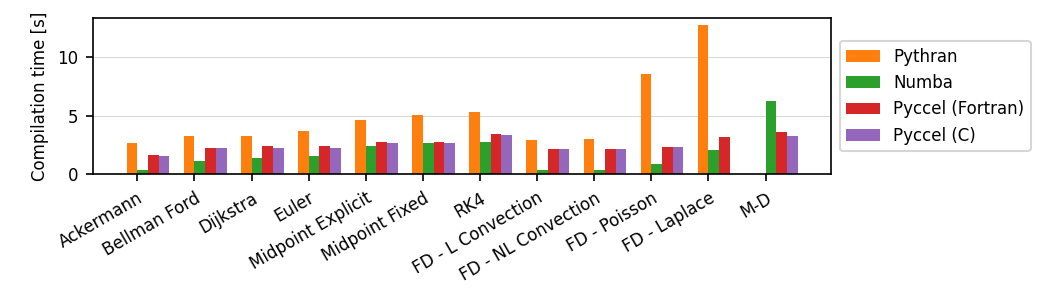 Compilation time [s]
10
5
0
Ackermann
Bellman Ford
Dijkstra
Euler
Midpoint Explicit
Midpoint Fixed
RK4
FD - L Convection
FD - NL Convection
FD - Poisson
FD - Laplace
M-D
Pythran
Numba
Pyccel (Fortran)
Pyccel (C)